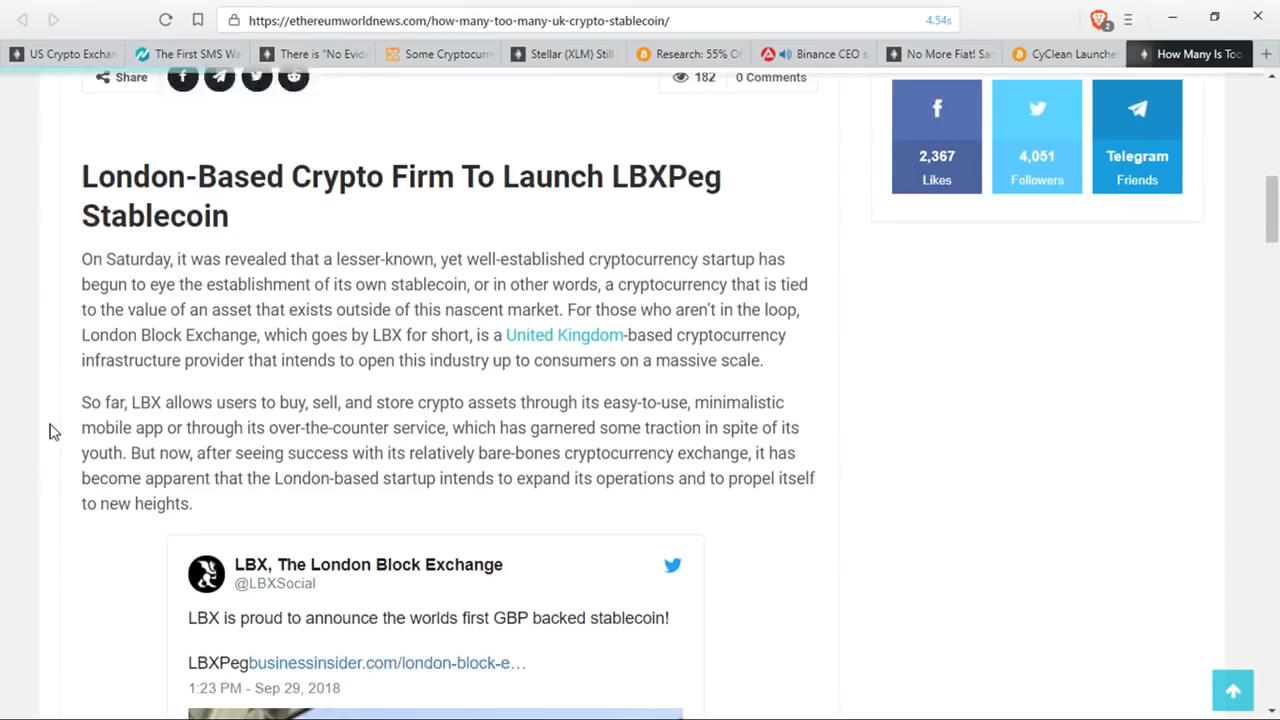 https://ethereumworldnews.com/how-many-too-many-uk-crypto-stablecoin/
4.54s
2
US Crypto Exchan
The First SMS Wa
There is "No Evid
Some Cryptocurr
Stellar (XLM) Still
Research: 55% Of
Binance CEO s
No More Fiat! Sa
CyClean Launche
How Many Is Too
Share
182
0 Comments
2,367
Likes
4,051
Followers
Telegram
Friends
London-Based Crypto Firm To Launch LBXPeg
Stablecoin
On Saturday, it was revealed that a lesser-known, yet well-established cryptocurrency startup has
begun to eye the establishment of its own stablecoin, or in other words, a cryptocurrency that is tied
to the value of an asset that exists outside of this nascent market. For those who aren't in the loop,
London Block Exchange, which goes by LBX for short, is a United Kingdom-based cryptocurrency
infrastructure provider that intends to open this industry up to consumers on a massive scale.
So far, LBX allows users to buy, sell, and store crypto assets through its easy-to-use, minimalistic
mobile app or through its over-the-counter service, which has garnered some traction in spite of its
youth. But now, after seeing success with its relatively bare-bones cryptocurrency exchange, it has
become apparent that the London-based startup intends to expand its operations and to propel itself
to new heights.
LBX, The London Block Exchange
@LBXSocial
LBX is proud to announce the worlds first GBP backed stablecoin!
LBXPegbusinessinsider.com/london-block-e…
1:23 PM - Sep 29, 2018